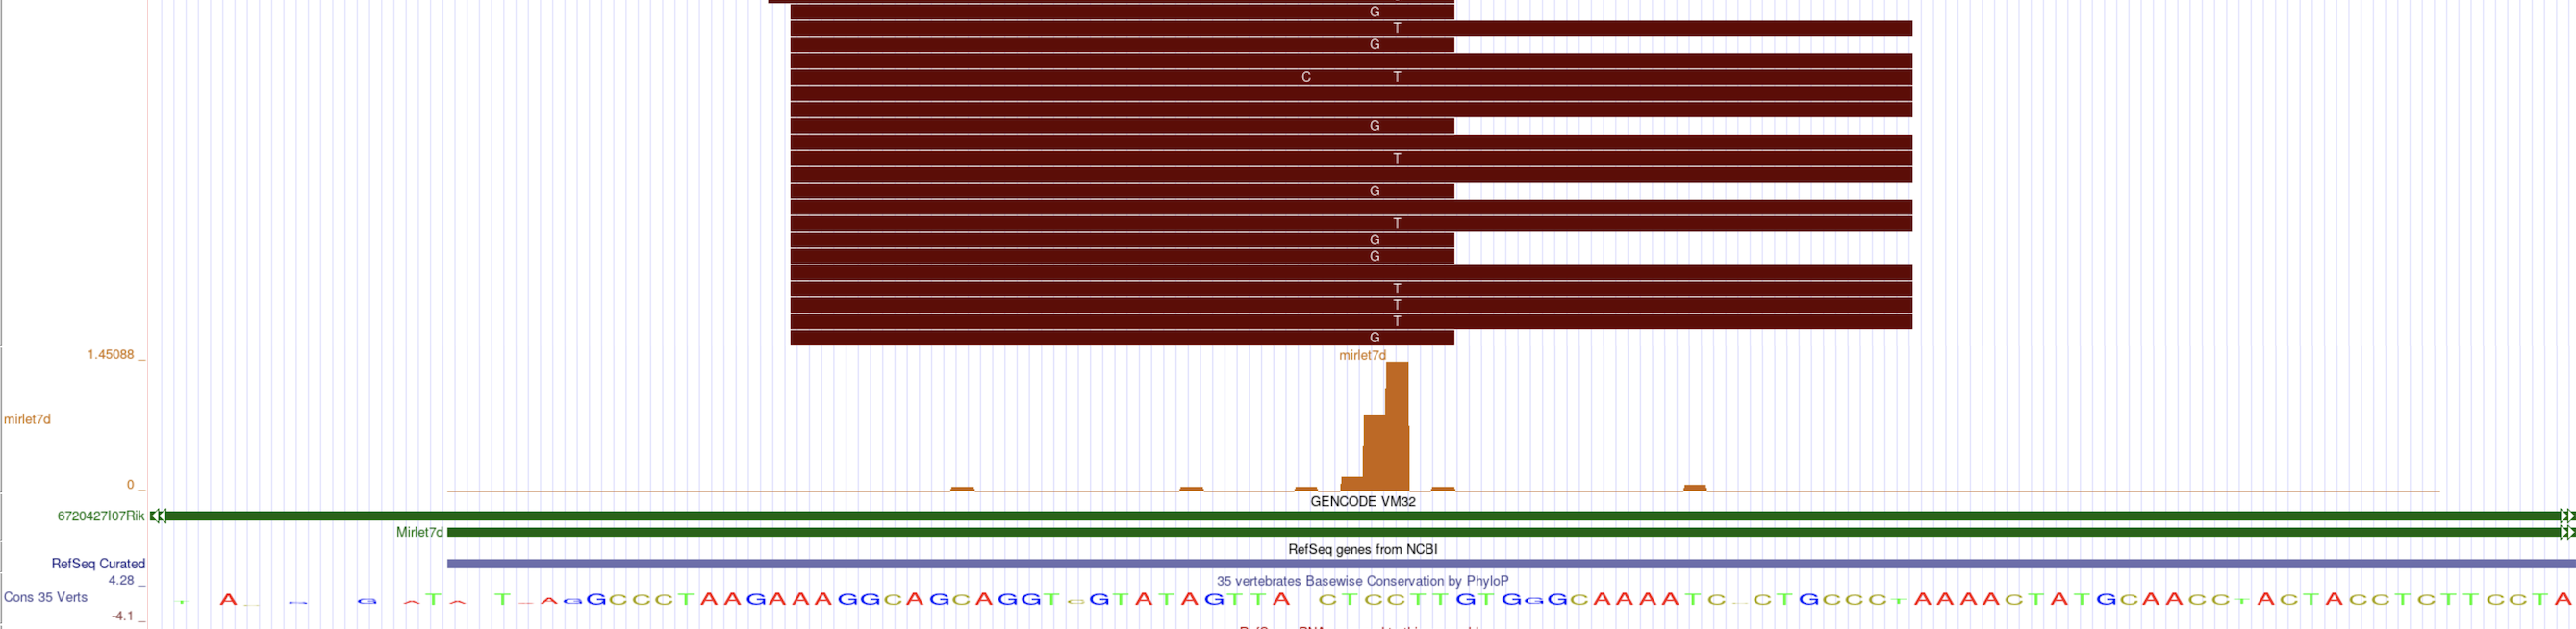 G
T
G
C T
G
T
G
T
G
G
T
T
T
G
1.45088 _
mirlet7d
mirlet7d
0 _
GENCODE VM32
6720427I07Rik
Mirlet7d
RefSeq genes from NCBI
RefSeq Curated
4.28 _
35 vertebrates Basewise Conservation by PhyloP
Cons 35 Verts
A T T A G G C C C T A A G A A A G G C A G C A G G T G G T A T A G T T A C T C C T T G T G G G C A A A A T C C T G C C C T A A A A C T A T G C A A C C T A C T A C C T C T T C C T A
-4.1 _